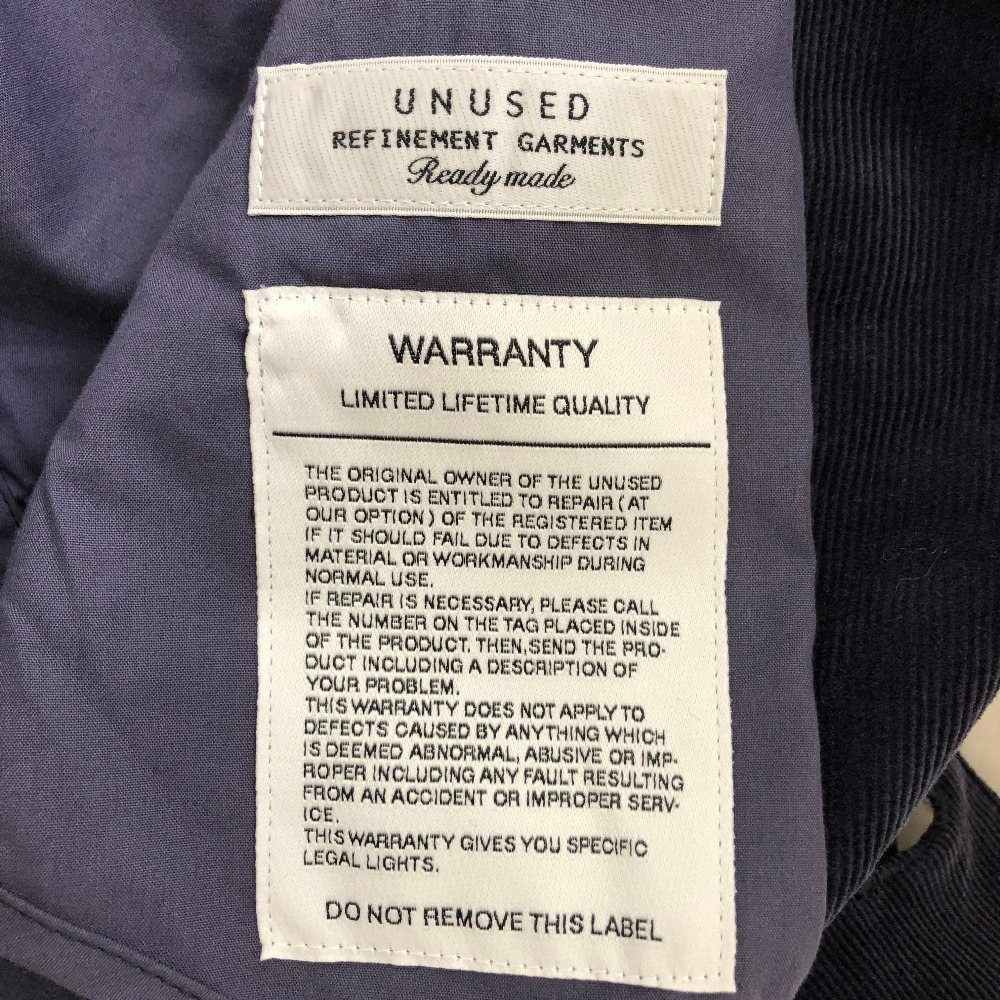 UNUSED
REFINEMENT GARMENTS
Ready made
WARRANTY
LIMITED LIFETIME QUALITY
THE ORIGINAL OWNER OF THE UNUSED
PRODUCT IS ENTITLED TO REPAIR (AT
OUR OPTION) OF THE REGISTERED ITEM
IF IT SHOULD FAIL DUE TO DEFECTS IN
MATERIAL OR WORKMANSHIP DURING
NORMAL USE.
IF REPAIR IS NECESSARY, PLEASE CALL
THE NUMBER ON THE TAG PLACED INSIDE
OF THE PRODUCT. THEN,SEND THE PRO-
DUCT INCLUDING A DESCRIPTION OF
YOUR PROBLEM.
THIS WARRANTY DOES NOT APPLY TO
DEFECTS CAUSED BY ANYTHING WHICH
IS DEEMED ABNORMAL, ABUSIVE OR IMP-
ROPER INCLUDING ANY FAULT RESULTING
FROM AN ACCIDENT OR IMPROPER SERV-
ICE.
THIS WARRANTY GIVES YOU SPECIFIC
LEGAL LIGHTS.
DO NOT REMOVE THIS LABEL